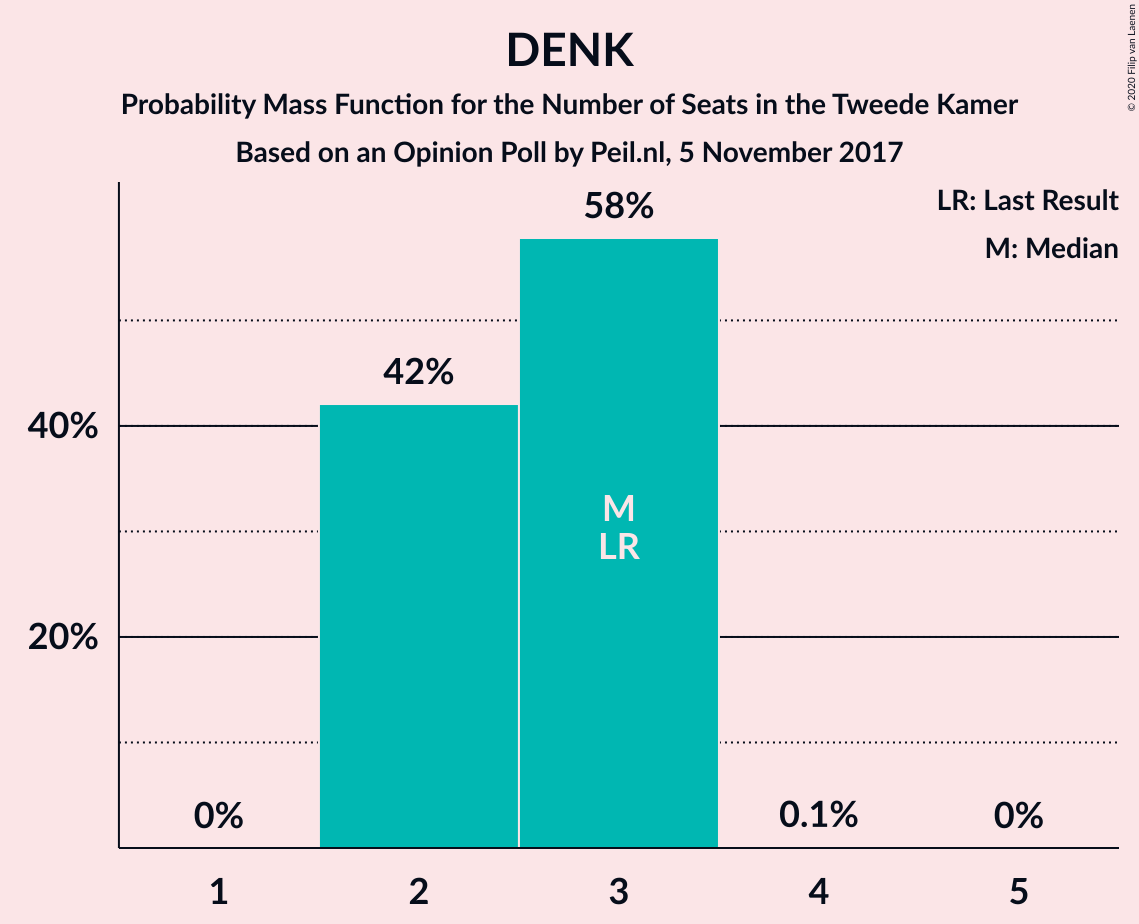 DENK
Probability Mass Function for the Number of Seats in the Tweede Kamer
Based on an Opinion Poll by Peil.nl, 5 November 2017
© 2020 Filip van Laenen
LR: Last Result
M: Median
58%
42%
40%
M
LR
20%
0%
0.1%
0%
1
2
3
4
5